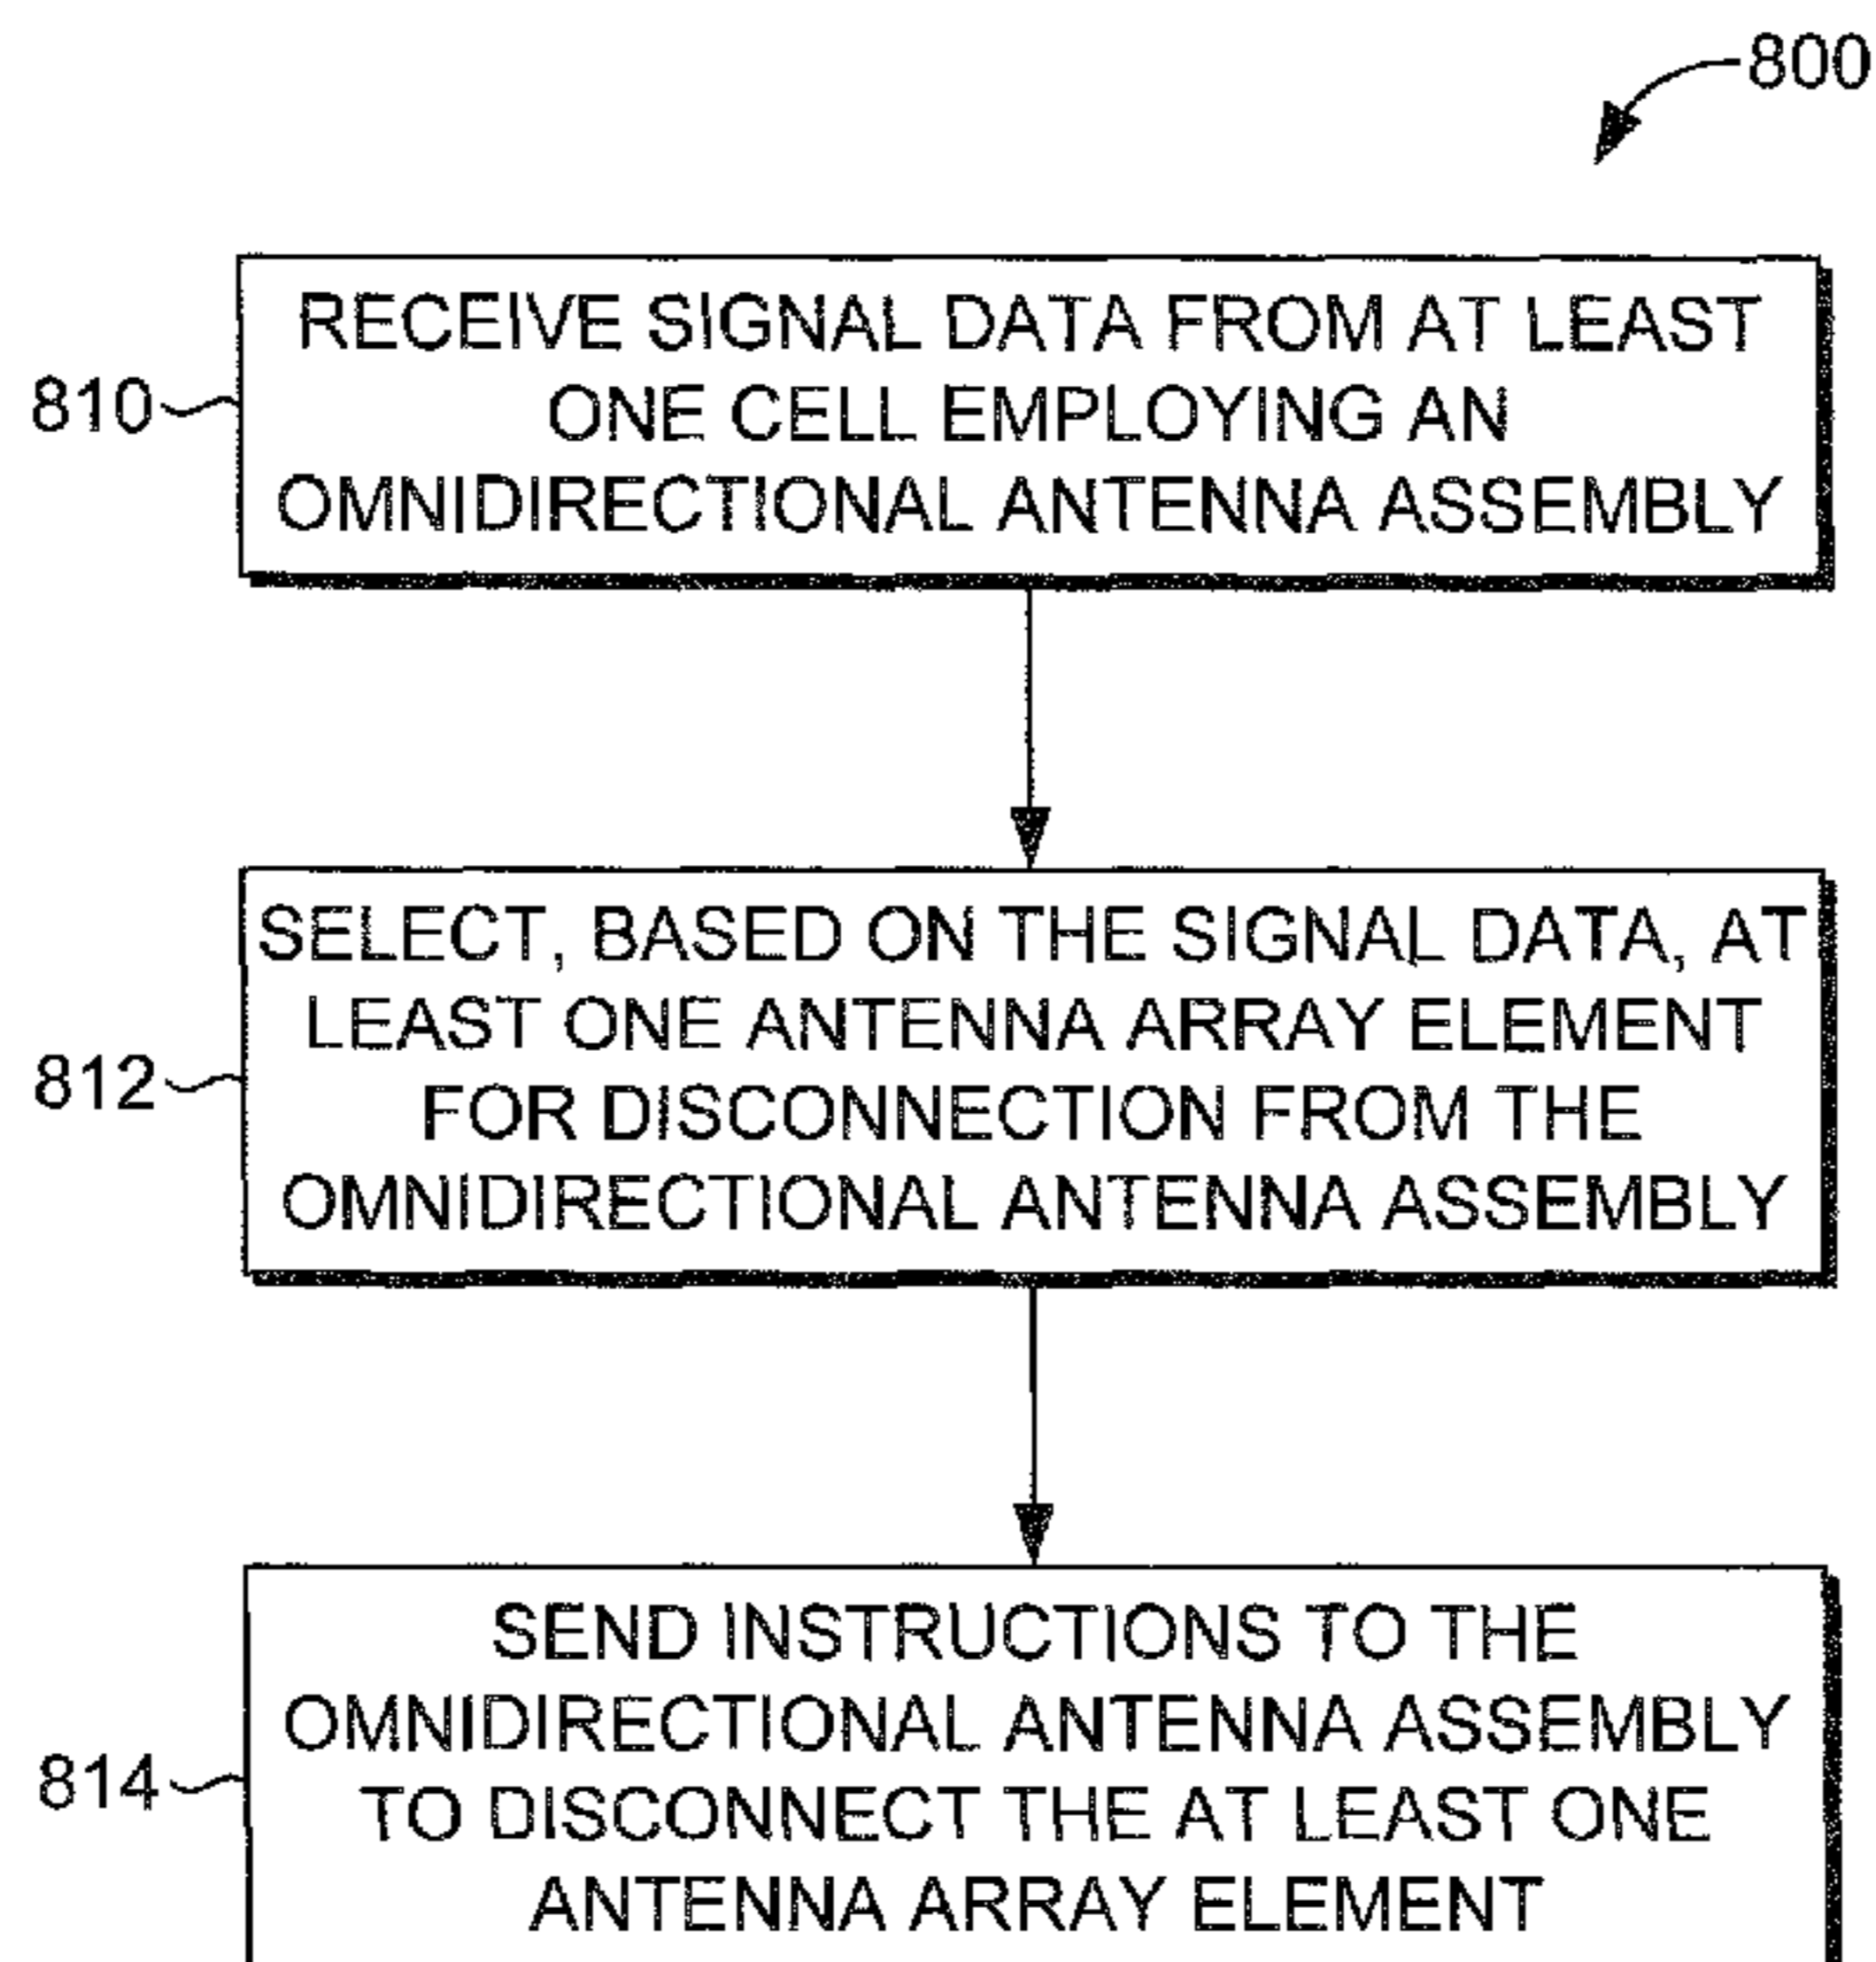 800
RECEIVE SIGNAL DATA FROM AT LEAST
ONE CELL EMPLOYING AN
OMNIDIRECTIONAL ANTENNA ASSEMBLY
810
SELECT, BASED ON THE SIGNAL DATA, AT
LEAST ONE ANTENNA ARRAY ELEMENT
FOR DISCONNECTION FROM THE
OMNIDIRECTIONAL ANTENNA ASSEMBLY
812
SEND INSTRUCTIONS TO THE
OMNIDIRECTIONAL ANTENNA ASSEMBLY
TO DISCONNECT THE AT LEAST ONE
ANTENNA ARRAY ELEMENT
814